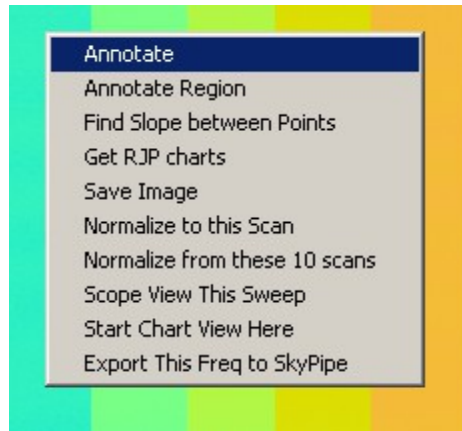 Annotate
Annotate Region
Find Slope between Points
Get RJP charts
Save Image
Normalize to this Scan
Normalize from these 10 scans
Scope View This Sweep
Start Chart View Here
Export This Freq to SkyPipe